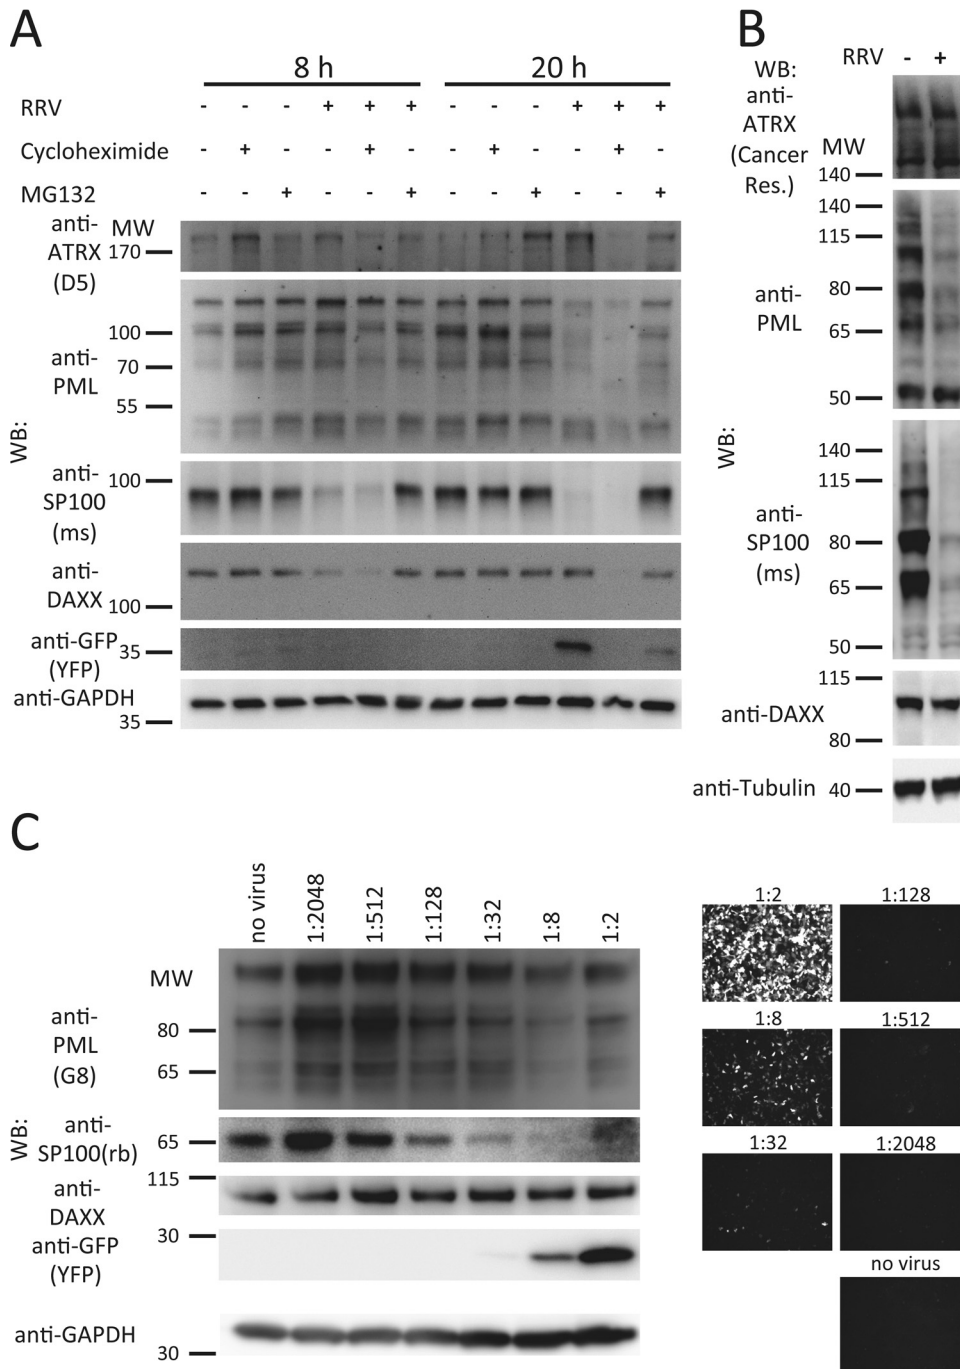 A
8 h 20 h
RRV - - - + + + - - - + + +
Cycloheximide - + - - + - - + - - + -
MG132 - - + - - + - - + - - +
anti-
ATRX
(D5)
MW
170
anti-
PML
100
70
55
WB:
anti-
SP100
(ms)
100
anti-
DAXX
100
anti-GFP
(YFP)
35
anti-GAPDH
35
B
RRV - +
WB:
anti-
ATRX
(Cancer
Res.)
MW
140
anti-
PML
140
115
80
65
50
WB:
anti-
SP100
(ms)
140
115
80
65
50
115
anti-DAXX
80
anti-Tubulin 40
C
no virus 1:2048 1:512 1:128 1:32 1:8 1:2
MW
anti-
PML
(G8)
80
65
WB:
anti-
SP100(rb)
65
115
anti-
DAXX
anti-GFP
(YFP)
30
anti-GAPDH
30
1:2 1:128
1:8 1:512
1:32 1:2048
no virus